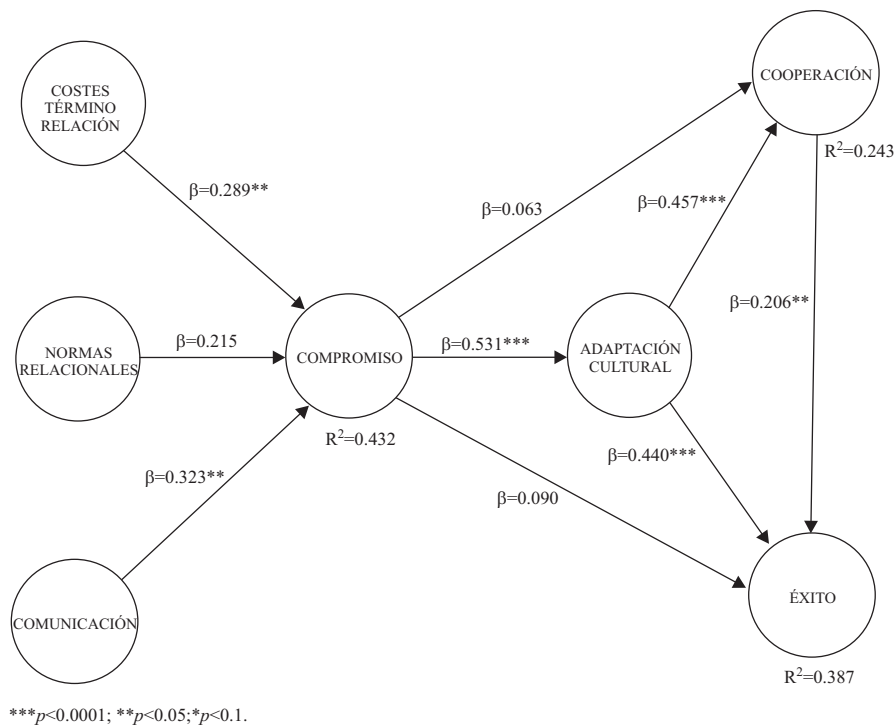 COSTES
TÉRMINO
RELACIÓN
COOPERACIÓN
R²=0.243
β=0.289**
β=0.063
β=0.457***
β=0.206**
NORMAS
RELACIONALES
β=0.215
COMPROMISO
R²=0.432
β=0.531***
ADAPTACIÓN
CULTURAL
β=0.323**
β=0.440***
β=0.090
COMUNICACIÓN
ÉXITO
R²=0.387
***p<0.0001; **p<0.05;*p<0.1.